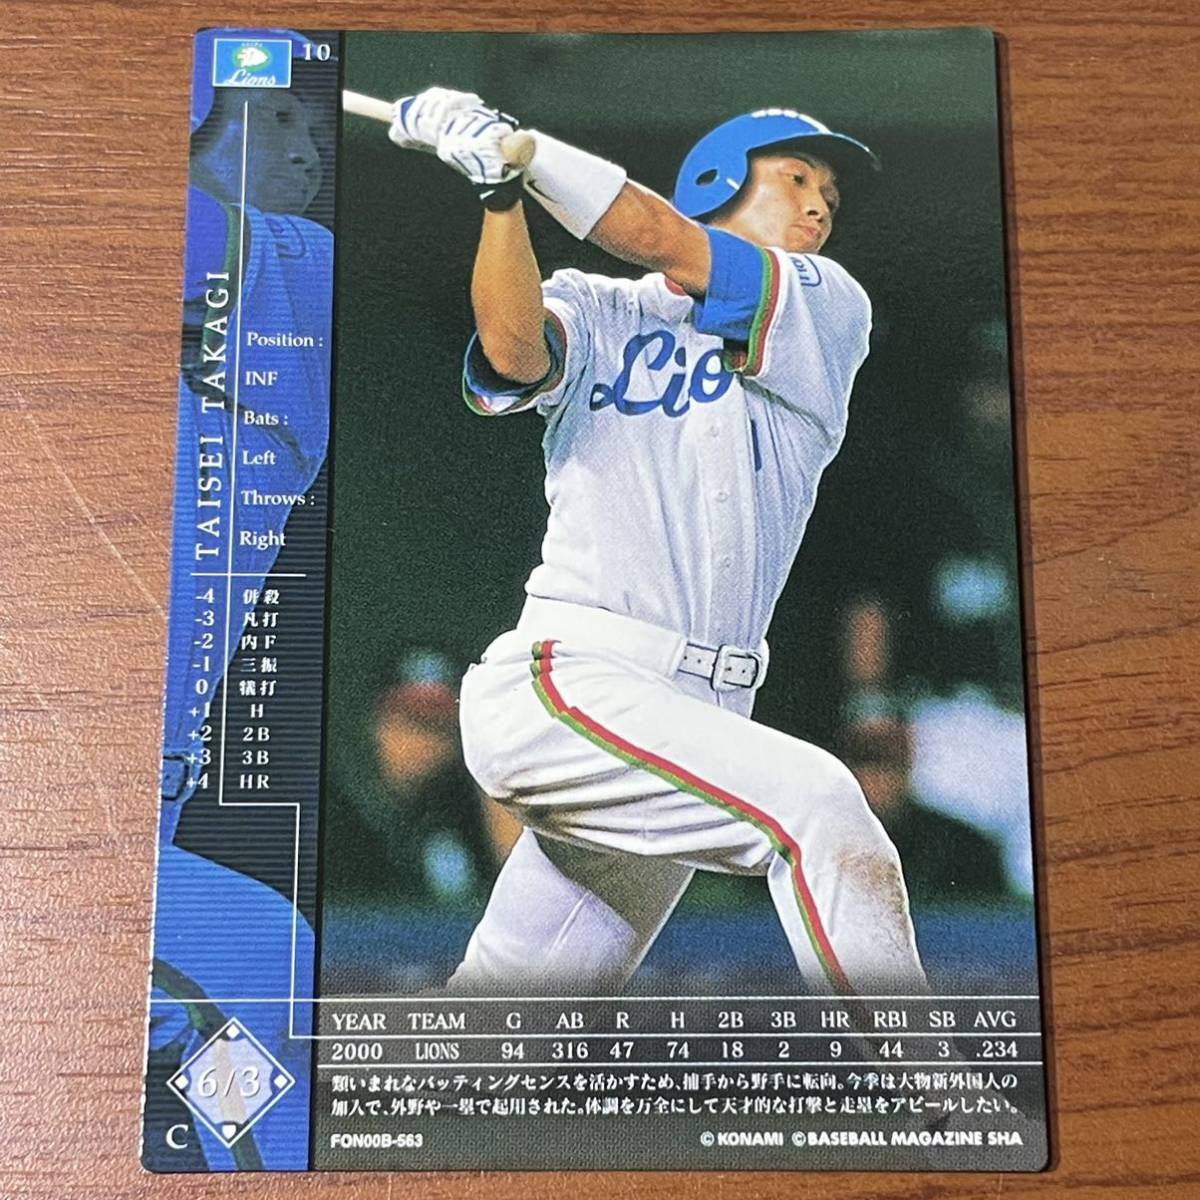 Lions
10
TAISEI TAKAGI
Position :
INF
Bats :
Left
Throws :
Right
-4 併殺
-3 凡打
-2 内F
-1 三振
0 犠打
+1 H
+2 2B
+3 3B
+4 HR
Lio
YEAR TEAM G AB R H 2B 3B HR RBI SB AVG
2000 LIONS 94 316 47 74 18 2 9 44 3 .234
類いまれなバッティングセンスを活かすため、捕手から野手に転向。今季は大物新外国人の
加入で、外野や一塁で起用された。体調を万全にして天才的な打撃と走塁をアピールしたい。
6/3
C
FON00B-563
©KONAMI ©BASEBALL MAGAZINE SHA